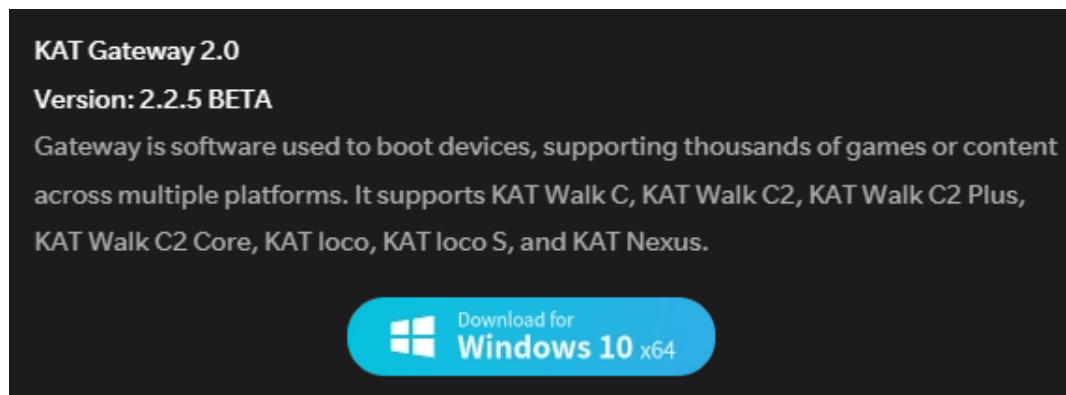 KAT Gateway 2.0
Version: 2.2.5 BETA
Gateway is software used to boot devices, supporting thousands of games or content
across multiple platforms. It supports KAT Walk C, KAT Walk C2, KAT Walk C2 Plus,
KAT Walk C2 Core, KAT loco, KAT loco S, and KAT Nexus.
Download for
Windows 10 x64